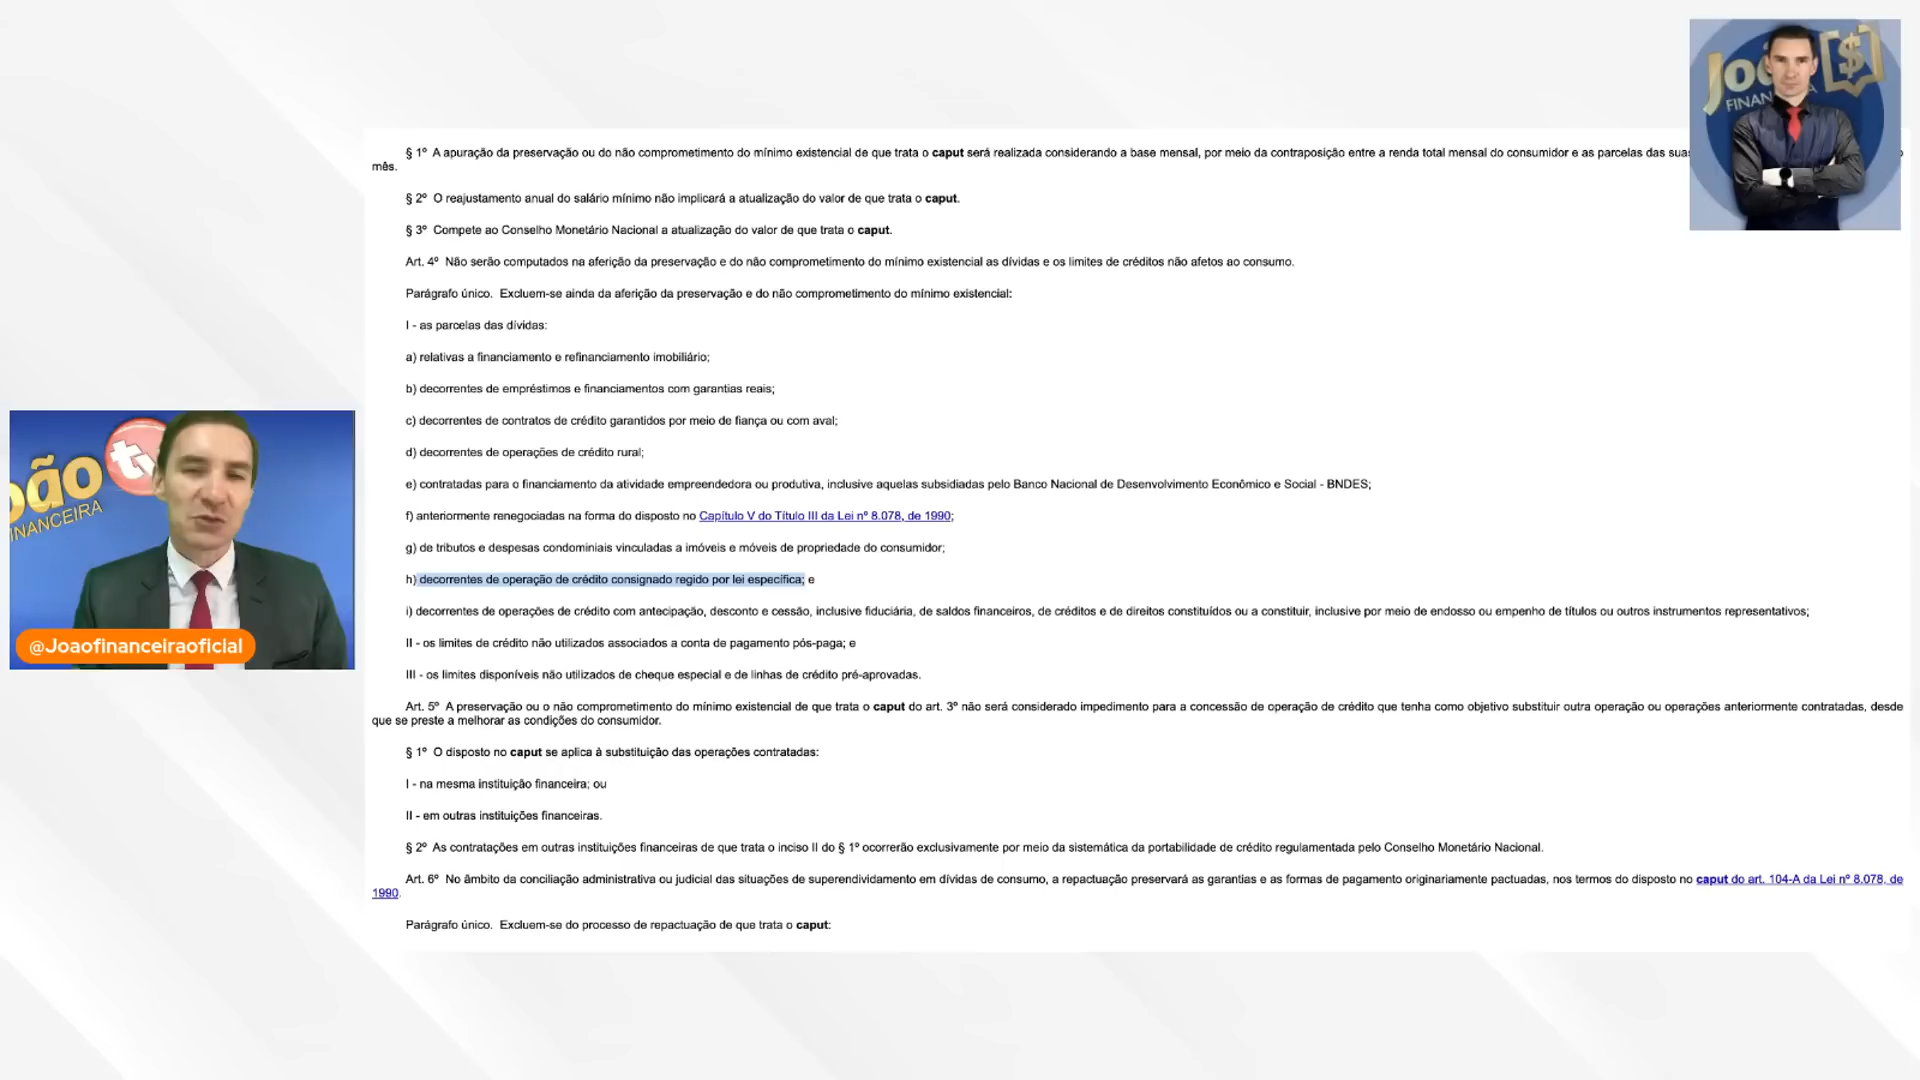 João
FINAN
A
§ 1º A apuração da preservação ou do não comprometimento do mínimo existencial de que trata o caput será realizada considerando a base mensal, por meio da contraposição entre a renda total mensal do consumidor e as parcelas das suas
mês.
§ 2º O reajustamento anual do salário mínimo não implicará a atualização do valor de que trata o caput.
§ 3º Compete ao Conselho Monetário Nacional a atualização do valor de que trata o caput.
Art. 4º Não serão computados na aferição da preservação e do não comprometimento do mínimo existencial as dívidas e os limites de créditos não afetos ao consumo.
Parágrafo único. Excluem-se ainda da aferição da preservação e do não comprometimento do mínimo existencial:
I - as parcelas das dívidas:
a) relativas a financiamento e refinanciamento imobiliário;
b) decorrentes de empréstimos e financiamentos com garantias reais;
c) decorrentes de contratos de crédito garantidos por meio de fiança ou com aval;
d) decorrentes de operações de crédito rural;
e) contratadas para o financiamento da atividade empreendedora ou produtiva, inclusive aquelas subsidiadas pelo Banco Nacional de Desenvolvimento Econômico e Social - BNDES;
f) anteriormente renegociadas na forma do disposto no Capítulo V do Título III da Lei nº 8.078, de 1990;
g) de tributos e despesas condominiais vinculadas a imóveis e móveis de propriedade do consumidor;
h) decorrentes de operação de crédito consignado regido por lei específica; e
i) decorrentes de operações de crédito com antecipação, desconto e cessão, inclusive fiduciária, de saldos financeiros, de créditos e de direitos constituídos ou a constituir, inclusive por meio de endosso ou empenho de títulos ou outros instrumentos representativos;
II - os limites de crédito não utilizados associados a conta de pagamento pós-paga; e
III - os limites disponíveis não utilizados de cheque especial e de linhas de crédito pré-aprovadas.
Art. 5º A preservação ou o não comprometimento do mínimo existencial de que trata o caput do art. 3º não será considerado impedimento para a concessão de operação de crédito que tenha como objetivo substituir outra operação ou operações anteriormente contratadas, desde
que se preste a melhorar as condições do consumidor.
§ 1º O disposto no caput se aplica à substituição das operações contratadas:
I - na mesma instituição financeira; ou
II - em outras instituições financeiras.
§ 2º As contratações em outras instituições financeiras de que trata o inciso II do § 1º ocorrerão exclusivamente por meio da sistemática da portabilidade de crédito regulamentada pelo Conselho Monetário Nacional.
Art. 6º No âmbito da conciliação administrativa ou judicial das situações de superendividamento em dívidas de consumo, a repactuação preservará as garantias e as formas de pagamento originariamente pactuadas, nos termos do disposto no caput do art. 104-A da Lei nº 8.078, de
1990.
Parágrafo único. Excluem-se do processo de repactuação de que trata o caput:
oão
tv
INANCEIRA
@Joaofinanceiraoficial